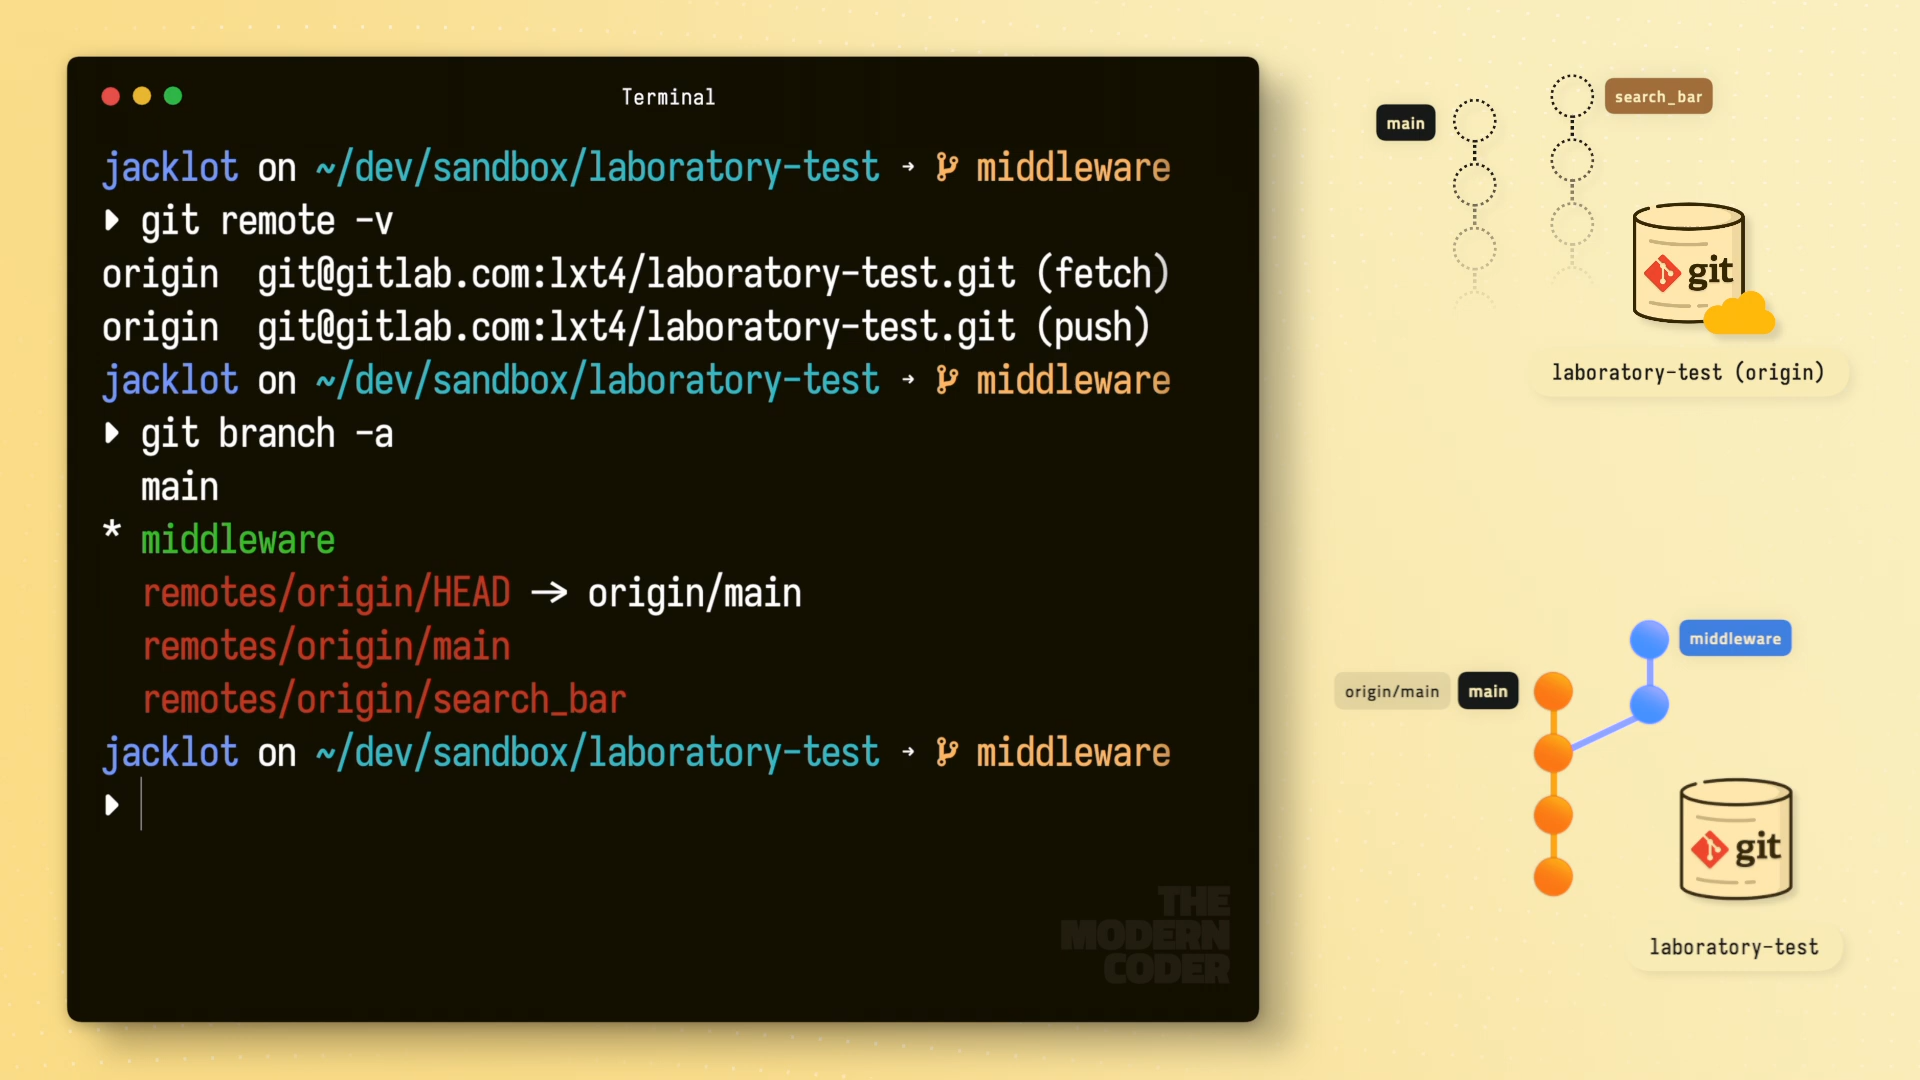 Terminal
jacklot on ~/dev/sandbox/laboratory-test → middleware
git remote -v
origin  git@gitlab.com:lxt4/laboratory-test.git (fetch)
origin  git@gitlab.com:lxt4/laboratory-test.git (push)
jacklot on ~/dev/sandbox/laboratory-test → middleware
git branch -a
main
* middleware
remotes/origin/HEAD -> origin/main
remotes/origin/main
remotes/origin/search_bar
jacklot on ~/dev/sandbox/laboratory-test → middleware
THE
MODERN
CODER
main
search_bar
git
laboratory-test (origin)
middleware
origin/main
main
git
laboratory-test